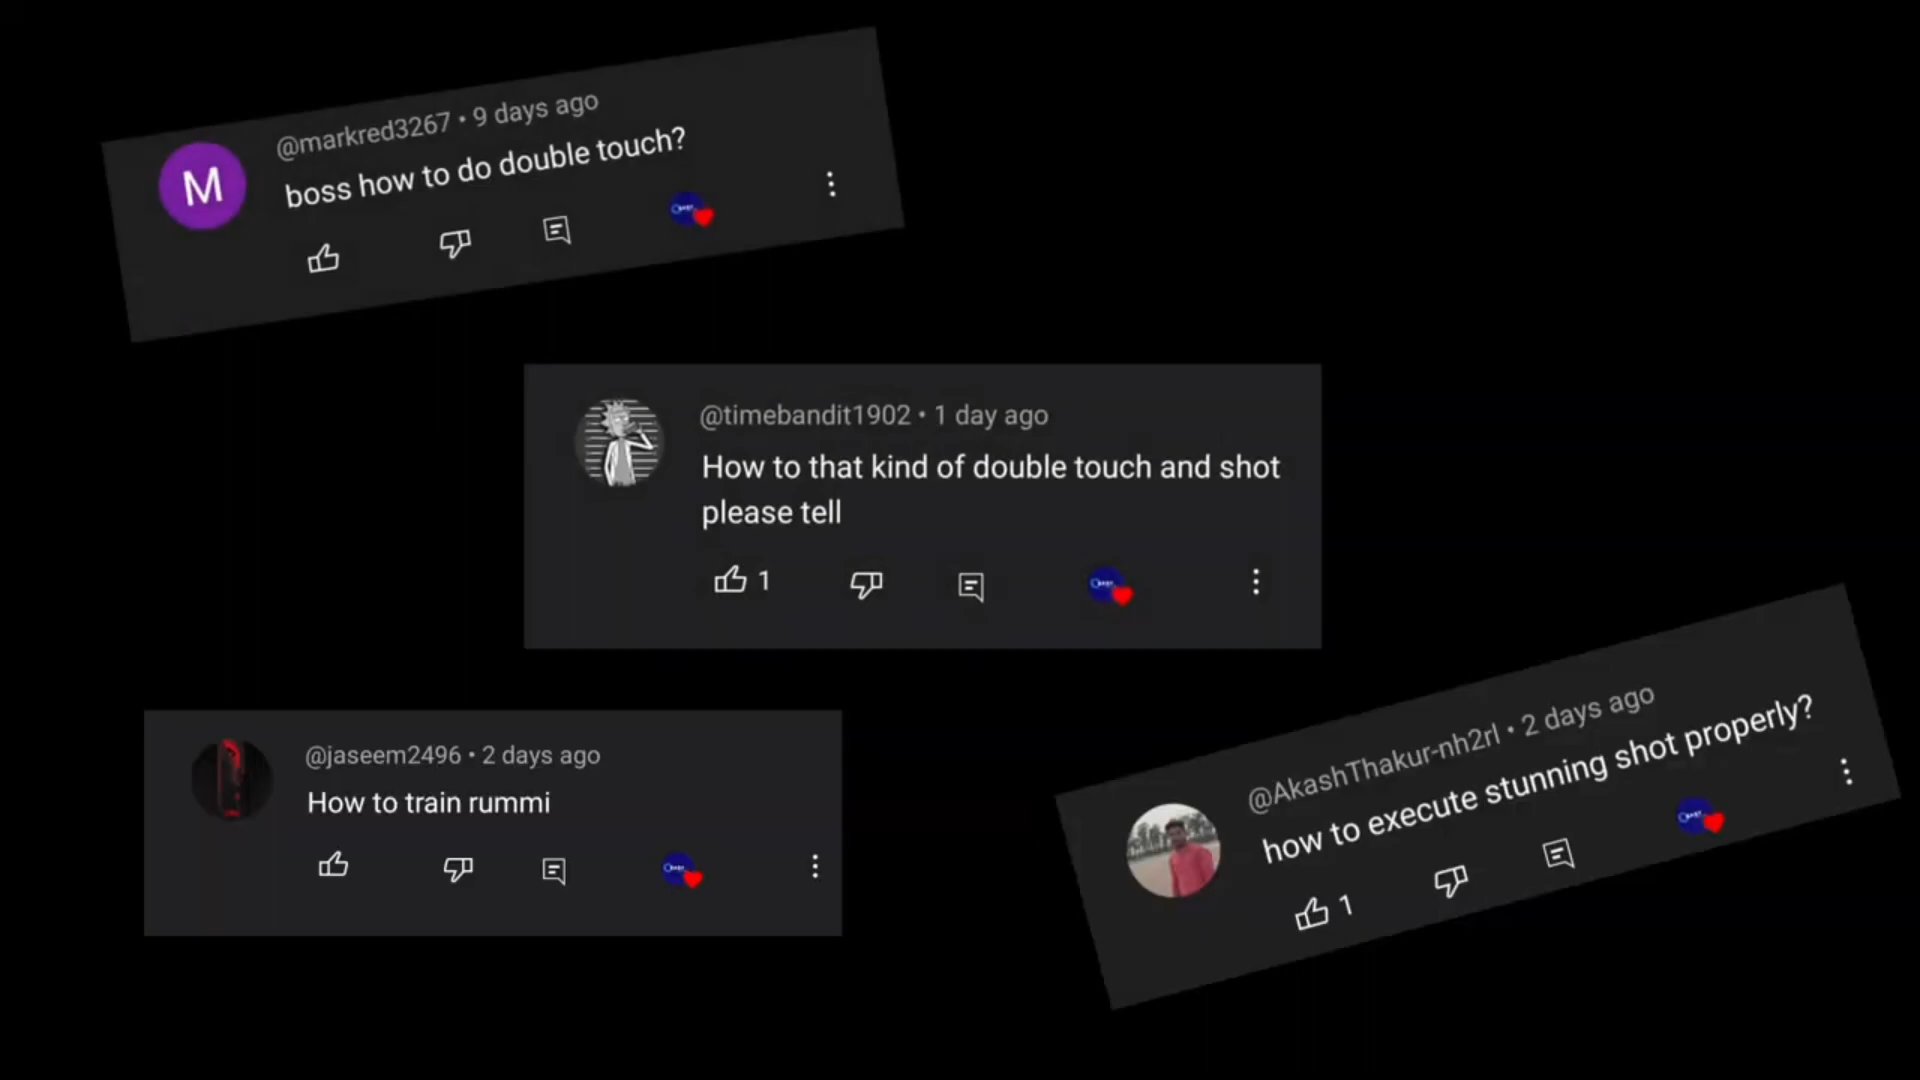 @markred3267 • 9 days ago
boss how to do double touch?
M
@timebandit1902 • 1 day ago
How to that kind of double touch and shot
please tell
1
@jaseem2496 • 2 days ago
How to train rummi
@AkashThakur-nh2rl • 2 days ago
how to execute stunning shot properly?
1